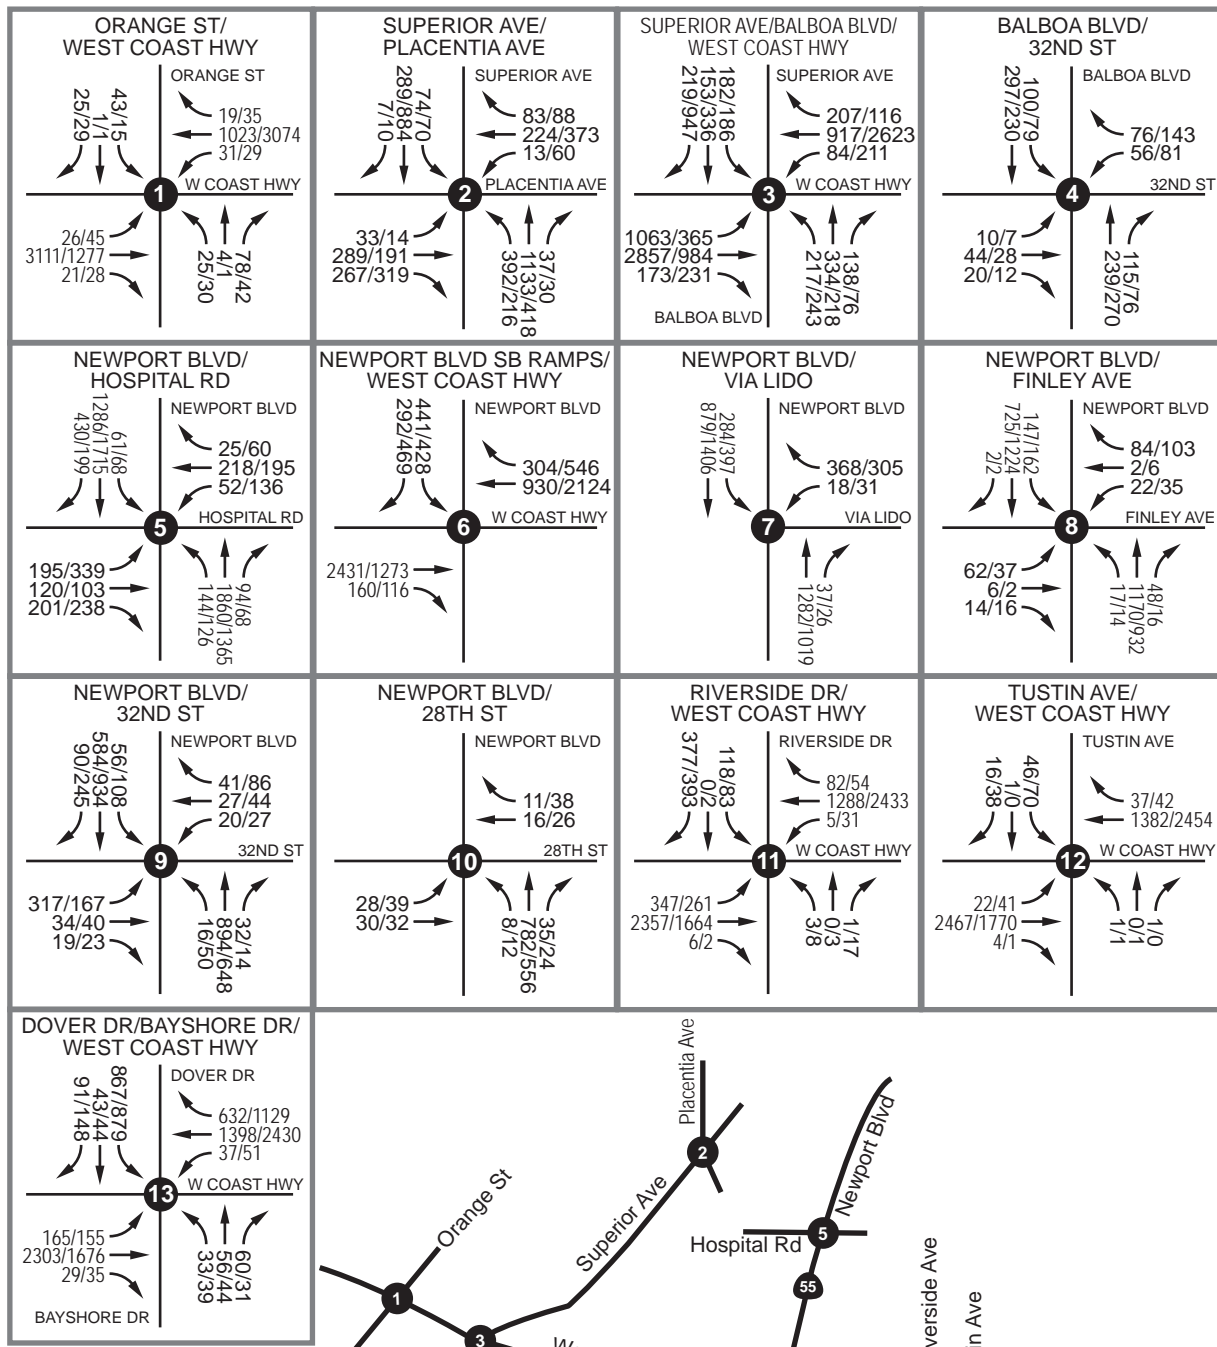 ORANGE ST/
WEST COAST HWY
ORANGE ST
25/29
1/1
43/15
19/35
1023/3074
31/29
1
W COAST HWY
26/45
3111/1277
21/28
25/30
4/1
78/42
SUPERIOR AVE/
PLACENTIA AVE
SUPERIOR AVE
7/10
289/884
74/70
83/88
224/373
13/60
2
PLACENTIA AVE
33/14
289/191
267/319
392/216
1133/418
37/30
SUPERIOR AVE/BALBOA BLVD/
WEST COAST HWY
SUPERIOR AVE
219/947
153/336
182/186
207/116
917/2623
84/211
3
W COAST HWY
1063/365
2857/984
173/231
217/243
334/218
138/76
BALBOA BLVD
BALBOA BLVD/
32ND ST
BALBOA BLVD
297/230
100/79
76/143
56/81
4
32ND ST
10/7
44/28
20/12
239/270
115/76
NEWPORT BLVD/
HOSPITAL RD
NEWPORT BLVD
430/199
1286/1715
61/68
25/60
218/195
52/136
5
HOSPITAL RD
195/339
120/103
201/238
144/126
1860/1365
94/68
NEWPORT BLVD SB RAMPS/
WEST COAST HWY
NEWPORT BLVD
292/469
441/428
304/546
930/2124
6
W COAST HWY
2431/1273
160/116
NEWPORT BLVD/
VIA LIDO
NEWPORT BLVD
879/1406
284/397
368/305
18/31
7
VIA LIDO
1282/1019
37/26
NEWPORT BLVD/
FINLEY AVE
NEWPORT BLVD
2/2
725/1224
147/162
84/103
2/6
22/35
8
FINLEY AVE
62/37
6/2
14/16
17/14
1170/932
48/16
NEWPORT BLVD/
32ND ST
NEWPORT BLVD
90/245
584/934
56/108
41/86
27/44
20/27
9
32ND ST
317/167
34/40
19/23
16/50
894/648
32/14
NEWPORT BLVD/
28TH ST
NEWPORT BLVD
11/38
16/26
10
28TH ST
28/39
30/32
8/12
782/556
35/24
RIVERSIDE DR/
WEST COAST HWY
RIVERSIDE DR
377/393
0/2
118/83
82/54
1288/2433
5/31
11
W COAST HWY
347/261
2357/1664
6/2
3/8
0/3
1/17
TUSTIN AVE/
WEST COAST HWY
TUSTIN AVE
16/38
1/0
46/70
37/42
1382/2454
12
W COAST HWY
22/41
2467/1770
4/1
1/1
0/1
1/0
DOVER DR/BAYSHORE DR/
WEST COAST HWY
DOVER DR
91/148
43/44
867/879
632/1129
1398/2430
37/51
13
W COAST HWY
165/155
2303/1676
29/35
33/39
56/44
60/31
BAYSHORE DR
Placentia Ave
2
Newport Blvd
Orange St
Superior Ave
Hospital Rd
5
55
1
3
verside Ave
in Ave